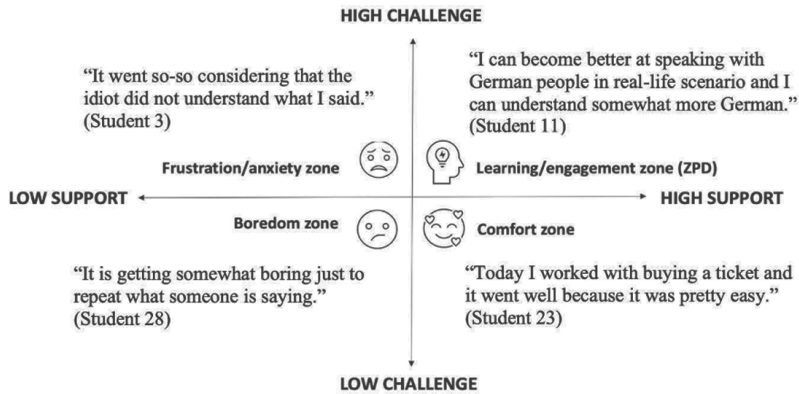 HIGH CHALLENGE
“It went so-so considering that the
idiot did not understand what I said.”
(Student 3)
“I can become better at speaking with
German people in real-life scenario and I
can understand somewhat more German.”
(Student 11)
Frustration/anxiety zone
Learning/engagement zone (ZPD)
LOW SUPPORT
HIGH SUPPORT
Boredom zone
Comfort zone
“It is getting somewhat boring just to
repeat what someone is saying.”
(Student 28)
“Today I worked with buying a ticket and
it went well because it was pretty easy.”
(Student 23)
LOW CHALLENGE